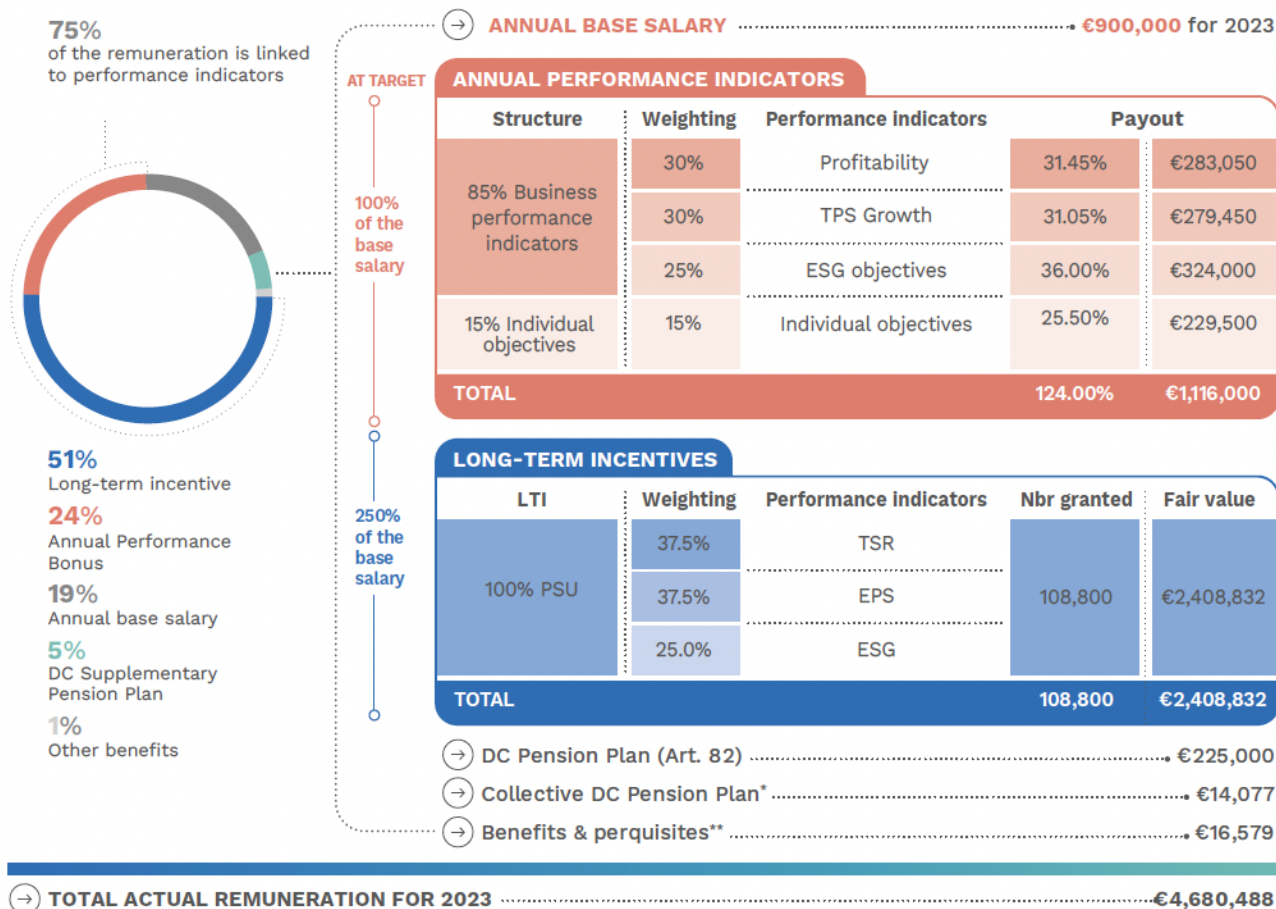 75%
of the remuneration is linked
to performance indicators
51%
Long-term incentive
24%
Annual Performance
Bonus
19%
Annual base salary
5%
DC Supplementary
Pension Plan
1%
Other benefits
ANNUAL BASE SALARY €900,000 for 2023
AT TARGET
100%
of the
base
salary
ANNUAL PERFORMANCE INDICATORS
Structure Weighting Performance indicators Payout
85% Business
performance
indicators
30% Profitability 31.45% €283,050
30% TPS Growth 31.05% €279,450
25% ESG objectives 36.00% €324,000
15% Individual
objectives
15% Individual objectives 25.50% €229,500
TOTAL 124.00% €1,116,000
250%
of the
base
salary
LONG-TERM INCENTIVES
LTI Weighting Performance indicators Nbr granted Fair value
100% PSU
37.5% TSR
37.5% EPS
25.0% ESG
108,800 €2,408,832
TOTAL 108,800 €2,408,832
DC Pension Plan (Art. 82) €225,000
Collective DC Pension Plan* €14,077
Benefits & perquisites** €16,579
TOTAL ACTUAL REMUNERATION FOR 2023 €4,680,488